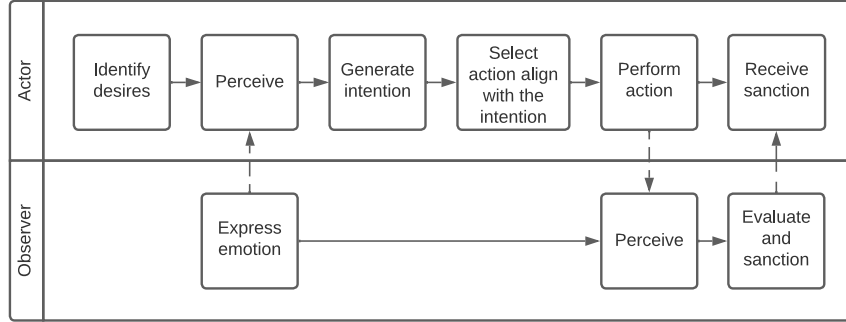 Actor
Identify
desires
Perceive
Generate
intention
Select
action align
with the
intention
Perform
action
Receive
sanction
Observer
Express
emotion
Perceive
Evaluate
and
sanction